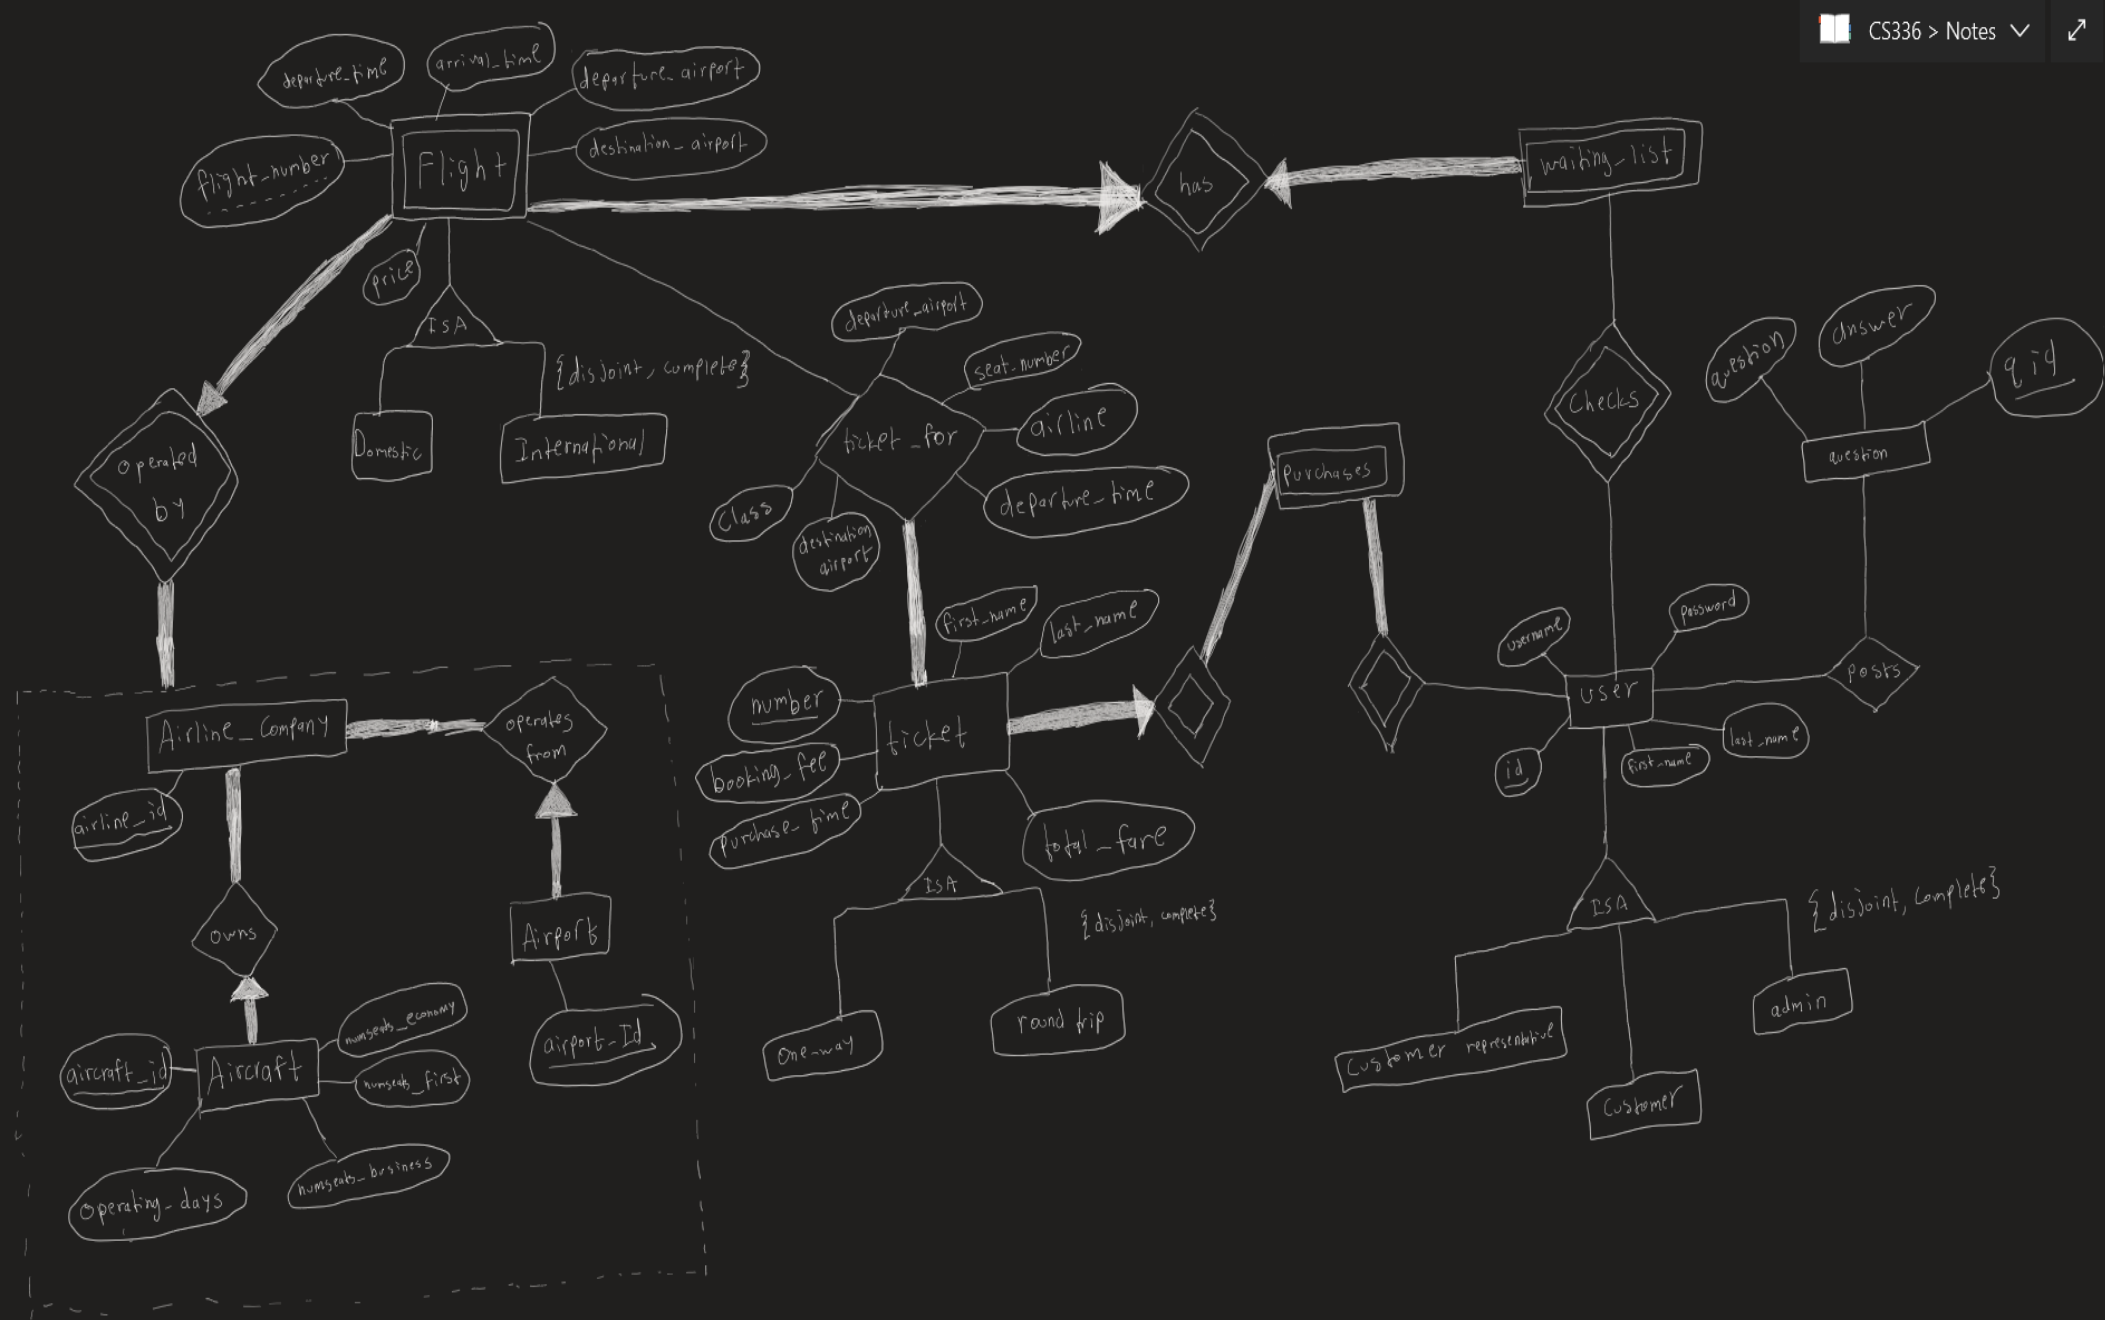 CS336 > Notes
departure_time
arrival_time
departure_airport
destination_airport
flight_number
Flight
price
ISA
{disjoint, complete}
Domestic
International
has
waiting_list
operated
by
departure_airport
seat_number
airline
ticket_for
departure_time
class
destination
airport
purchases
checks
question
answer
qid
question
posts
first_name
last_name
number
booking_fee
purchase_time
ticket
total_fare
ISA
{disjoint, complete}
one-way
round trip
username
password
user
id
first_name
last_name
ISA
{disjoint, complete}
customer representative
customer
admin
Airline_Company
operates
from
airline_id
owns
Airport
airport_Id
aircraft_id
Aircraft
numseats_economy
numseats_first
numseats_business
operating_days